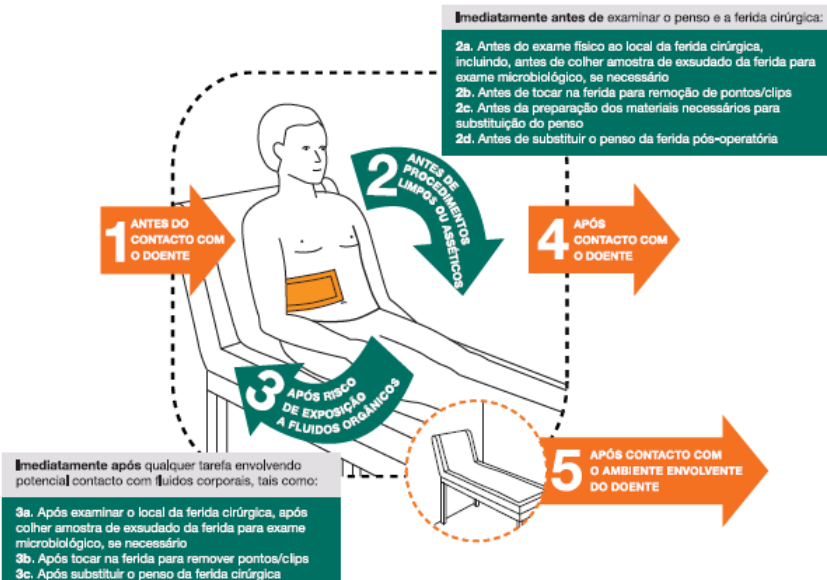 Imediatamente antes de examinar o penso e a ferida cirúrgica:
2a. Antes do exame físico ao local da ferida cirúrgica,
incluindo, antes de colher amostra de exsudado da ferida para
exame microbiológico, se necessário
2b. Antes de tocar na ferida para remoção de pontos/clips
2c. Antes da preparação dos materiais necessários para
substituição do penso
2d. Antes de substituir o penso da ferida pós-operatória
1
ANTES DO
CONTACTO COM
O DOENTE
2
ANTES DE
PROCEDIMENTOS
LIMPOS OU ASSÉTICOS
3
APÓS RISCO
DE EXPOSIÇÃO
A FLUIDOS ORGÂNICOS
4
APÓS
CONTACTO COM
O DOENTE
5
APÓS CONTACTO COM
O AMBIENTE ENVOLVENTE
DO DOENTE
Imediatamente após qualquer tarefa envolvendo
potencial contacto com fluidos corporais, tais como:
3a. Após examinar o local da ferida cirúrgica, após
colher amostra de exsudado da ferida para exame
microbiológico, se necessário
3b. Após tocar na ferida para remover pontos/clips
3c. Após substituir o penso da ferida cirúrgica